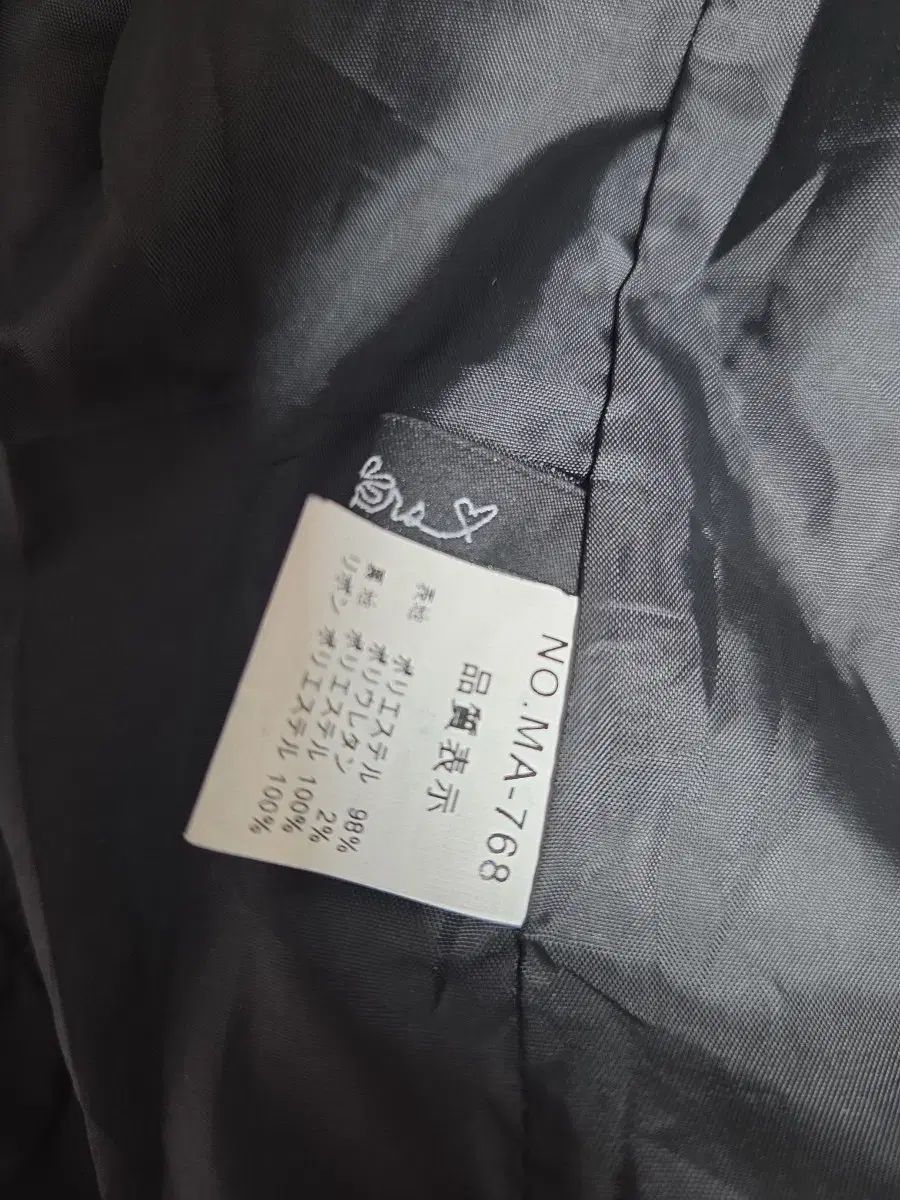 NO.MA-768
品質表示
表地 ポリエステル 98%
ポリウレタン 2%
裏地 ポリエステル 100%
リボン ポリエステル 100%